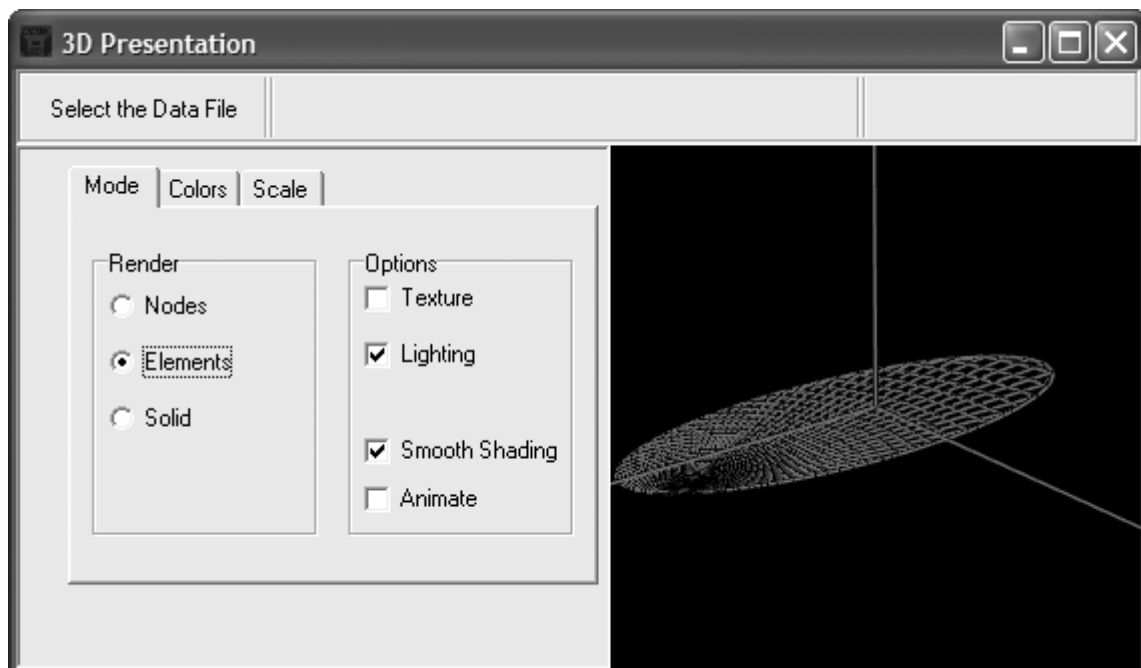 3D Presentation
Select the Data File
Mode Colors Scale
Render
Nodes
Elements
Solid
Options
Texture
Lighting
Smooth Shading
Animate